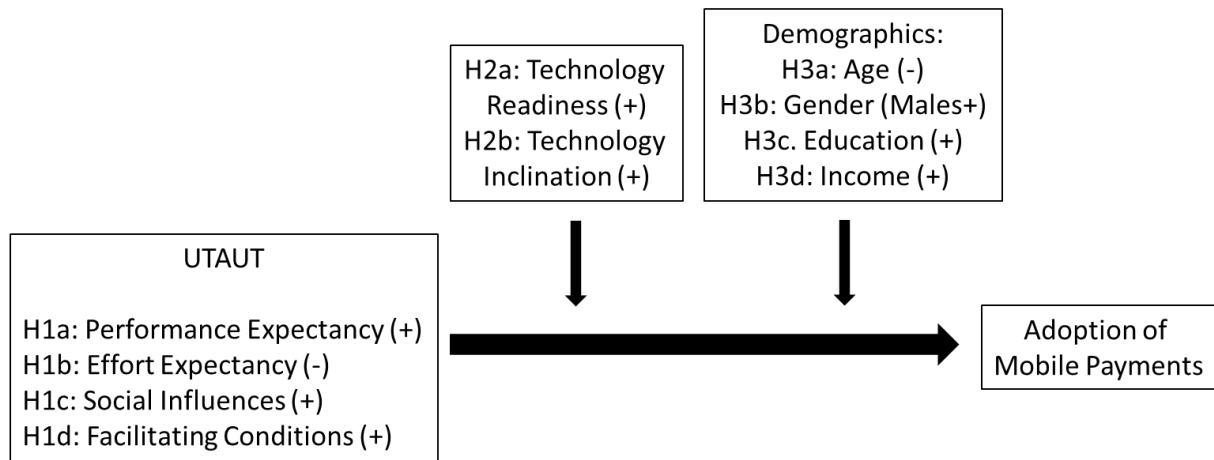 H2a: Technology
Readiness (+)
H2b: Technology
Inclination (+)
Demographics:
H3a: Age (-)
H3b: Gender (Males+)
H3c. Education (+)
H3d: Income (+)
UTAUT
H1a: Performance Expectancy (+)
H1b: Effort Expectancy (-)
H1c: Social Influences (+)
H1d: Facilitating Conditions (+)
Adoption of
Mobile Payments